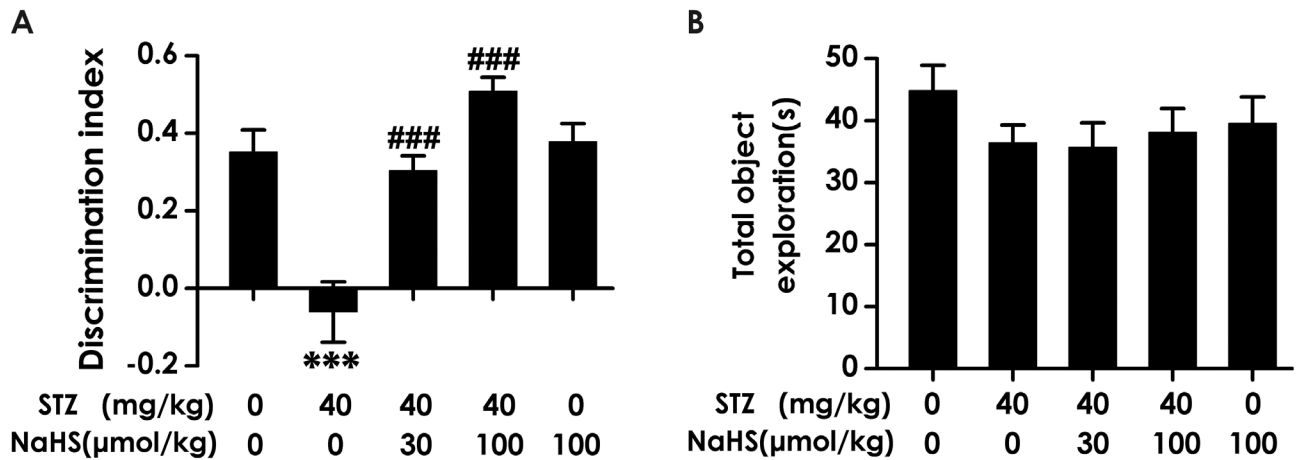 A
Discrimination index
0.6
0.4
0.2
0.0
-0.2
***
###
###
STZ (mg/kg) 0 40 40 40 0
NaHS(μmol/kg) 0 0 30 100 100
B
Total object
exploration(s)
50
40
30
20
10
0
STZ (mg/kg) 0 40 40 40 0
NaHS(μmol/kg) 0 0 30 100 100